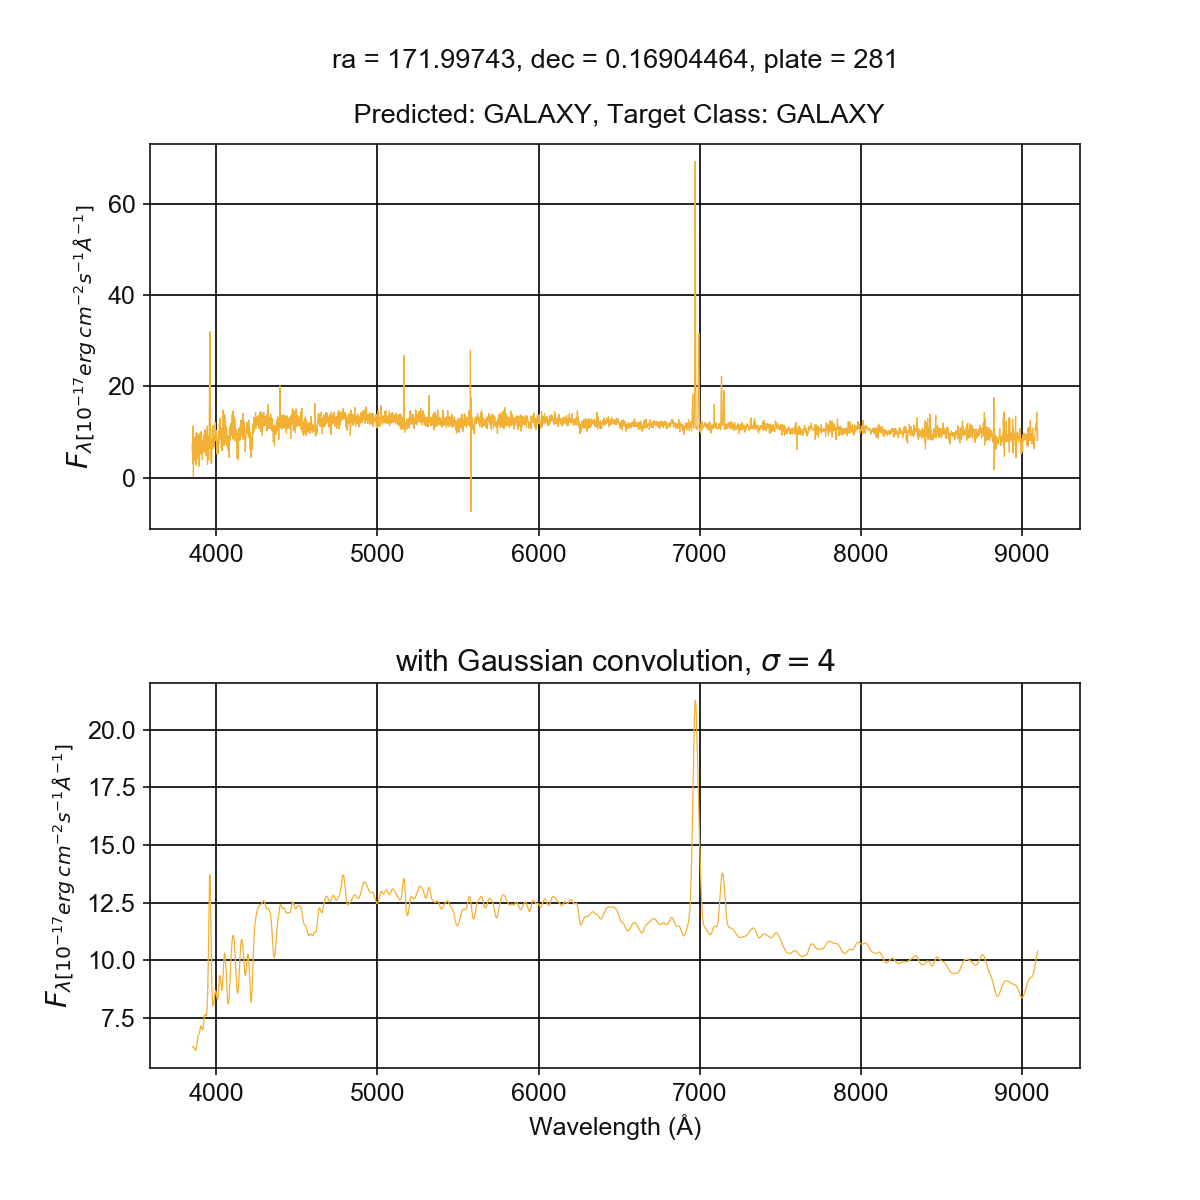 ra = 171.99743, dec = 0.16904464, plate = 281
Predicted: GALAXY, Target Class: GALAXY
F_λ[10^−17 erg cm^−2 s^−1 Å^−1]
60
40
20
0
4000 5000 6000 7000 8000 9000
with Gaussian convolution, σ = 4
F_λ[10^−17 erg cm^−2 s^−1 Å^−1]
20.0
17.5
15.0
12.5
10.0
7.5
4000 5000 6000 7000 8000 9000
Wavelength (Å)